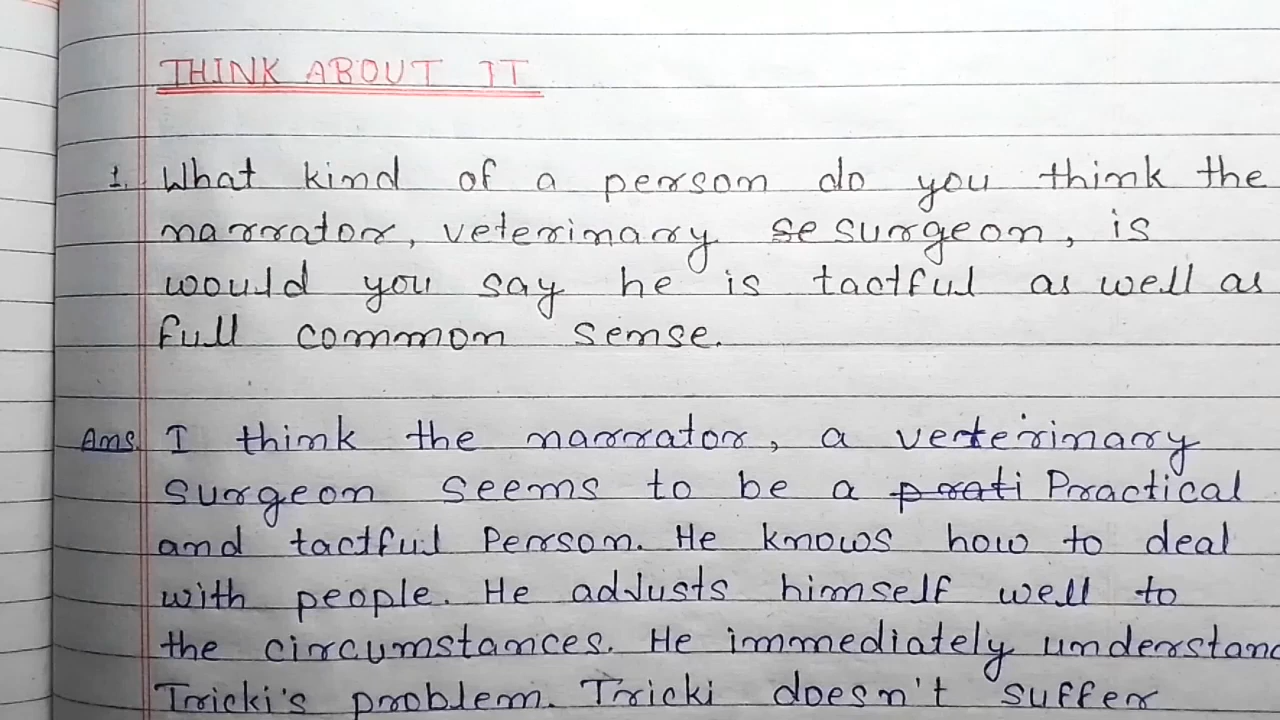 THINK ABOUT IT
1. What kind of a person do you think the
narrator, veterinary se surgeon, is
would you say he is tactful as well as
full common sense.
Ans. I think the narrator, a veterinary
surgeon seems to be a prati Practical
and tactful Person. He knows how to deal
with people. He adjusts himself well to
the circumstances. He immediately understand
Tricki's problem. Tricki doesn't suffer